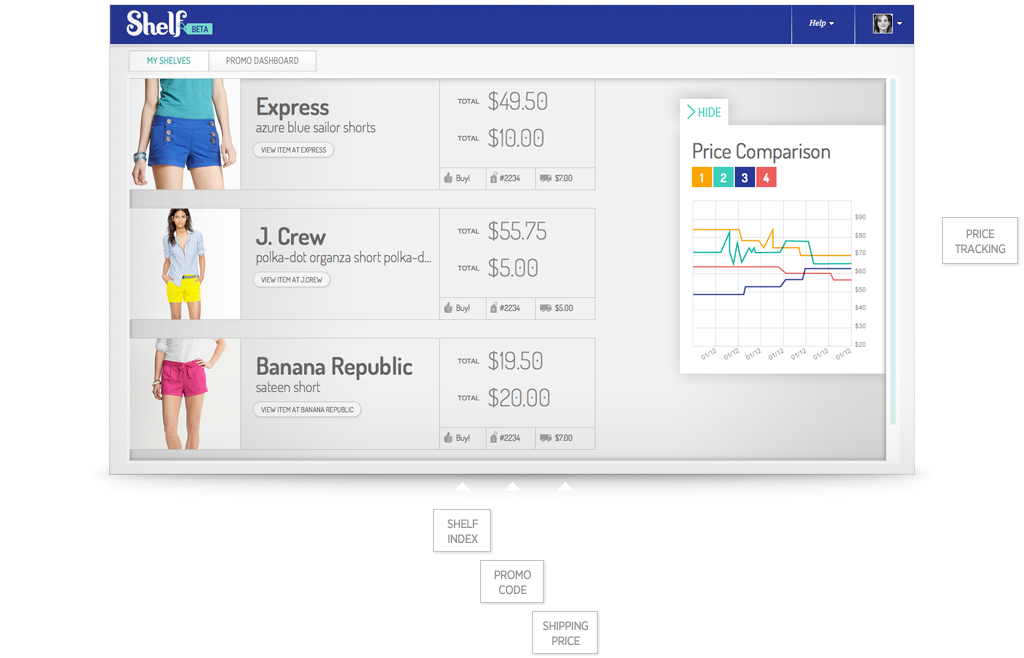 Shelf BETA
Help
MY SHELVES
PROMO DASHBOARD
Express
azure blue sailor shorts
VIEW ITEM AT EXPRESS
TOTAL $49.50
TOTAL $10.00
Buy! #2234 $7.00
J. Crew
polka-dot organza short polka-d...
VIEW ITEM AT J.CREW
TOTAL $55.75
TOTAL $5.00
Buy! #2234 $5.00
Banana Republic
sateen short
VIEW ITEM AT BANANA REPUBLIC
TOTAL $19.50
TOTAL $20.00
Buy! #2234 $7.00
HIDE
Price Comparison
1 2 3 4
$90
$80
$70
$60
$50
$40
$30
$20
01/12 01/12 01/12 01/12 01/12 01/12 01/12
PRICE
TRACKING
SHELF
INDEX
PROMO
CODE
SHIPPING
PRICE